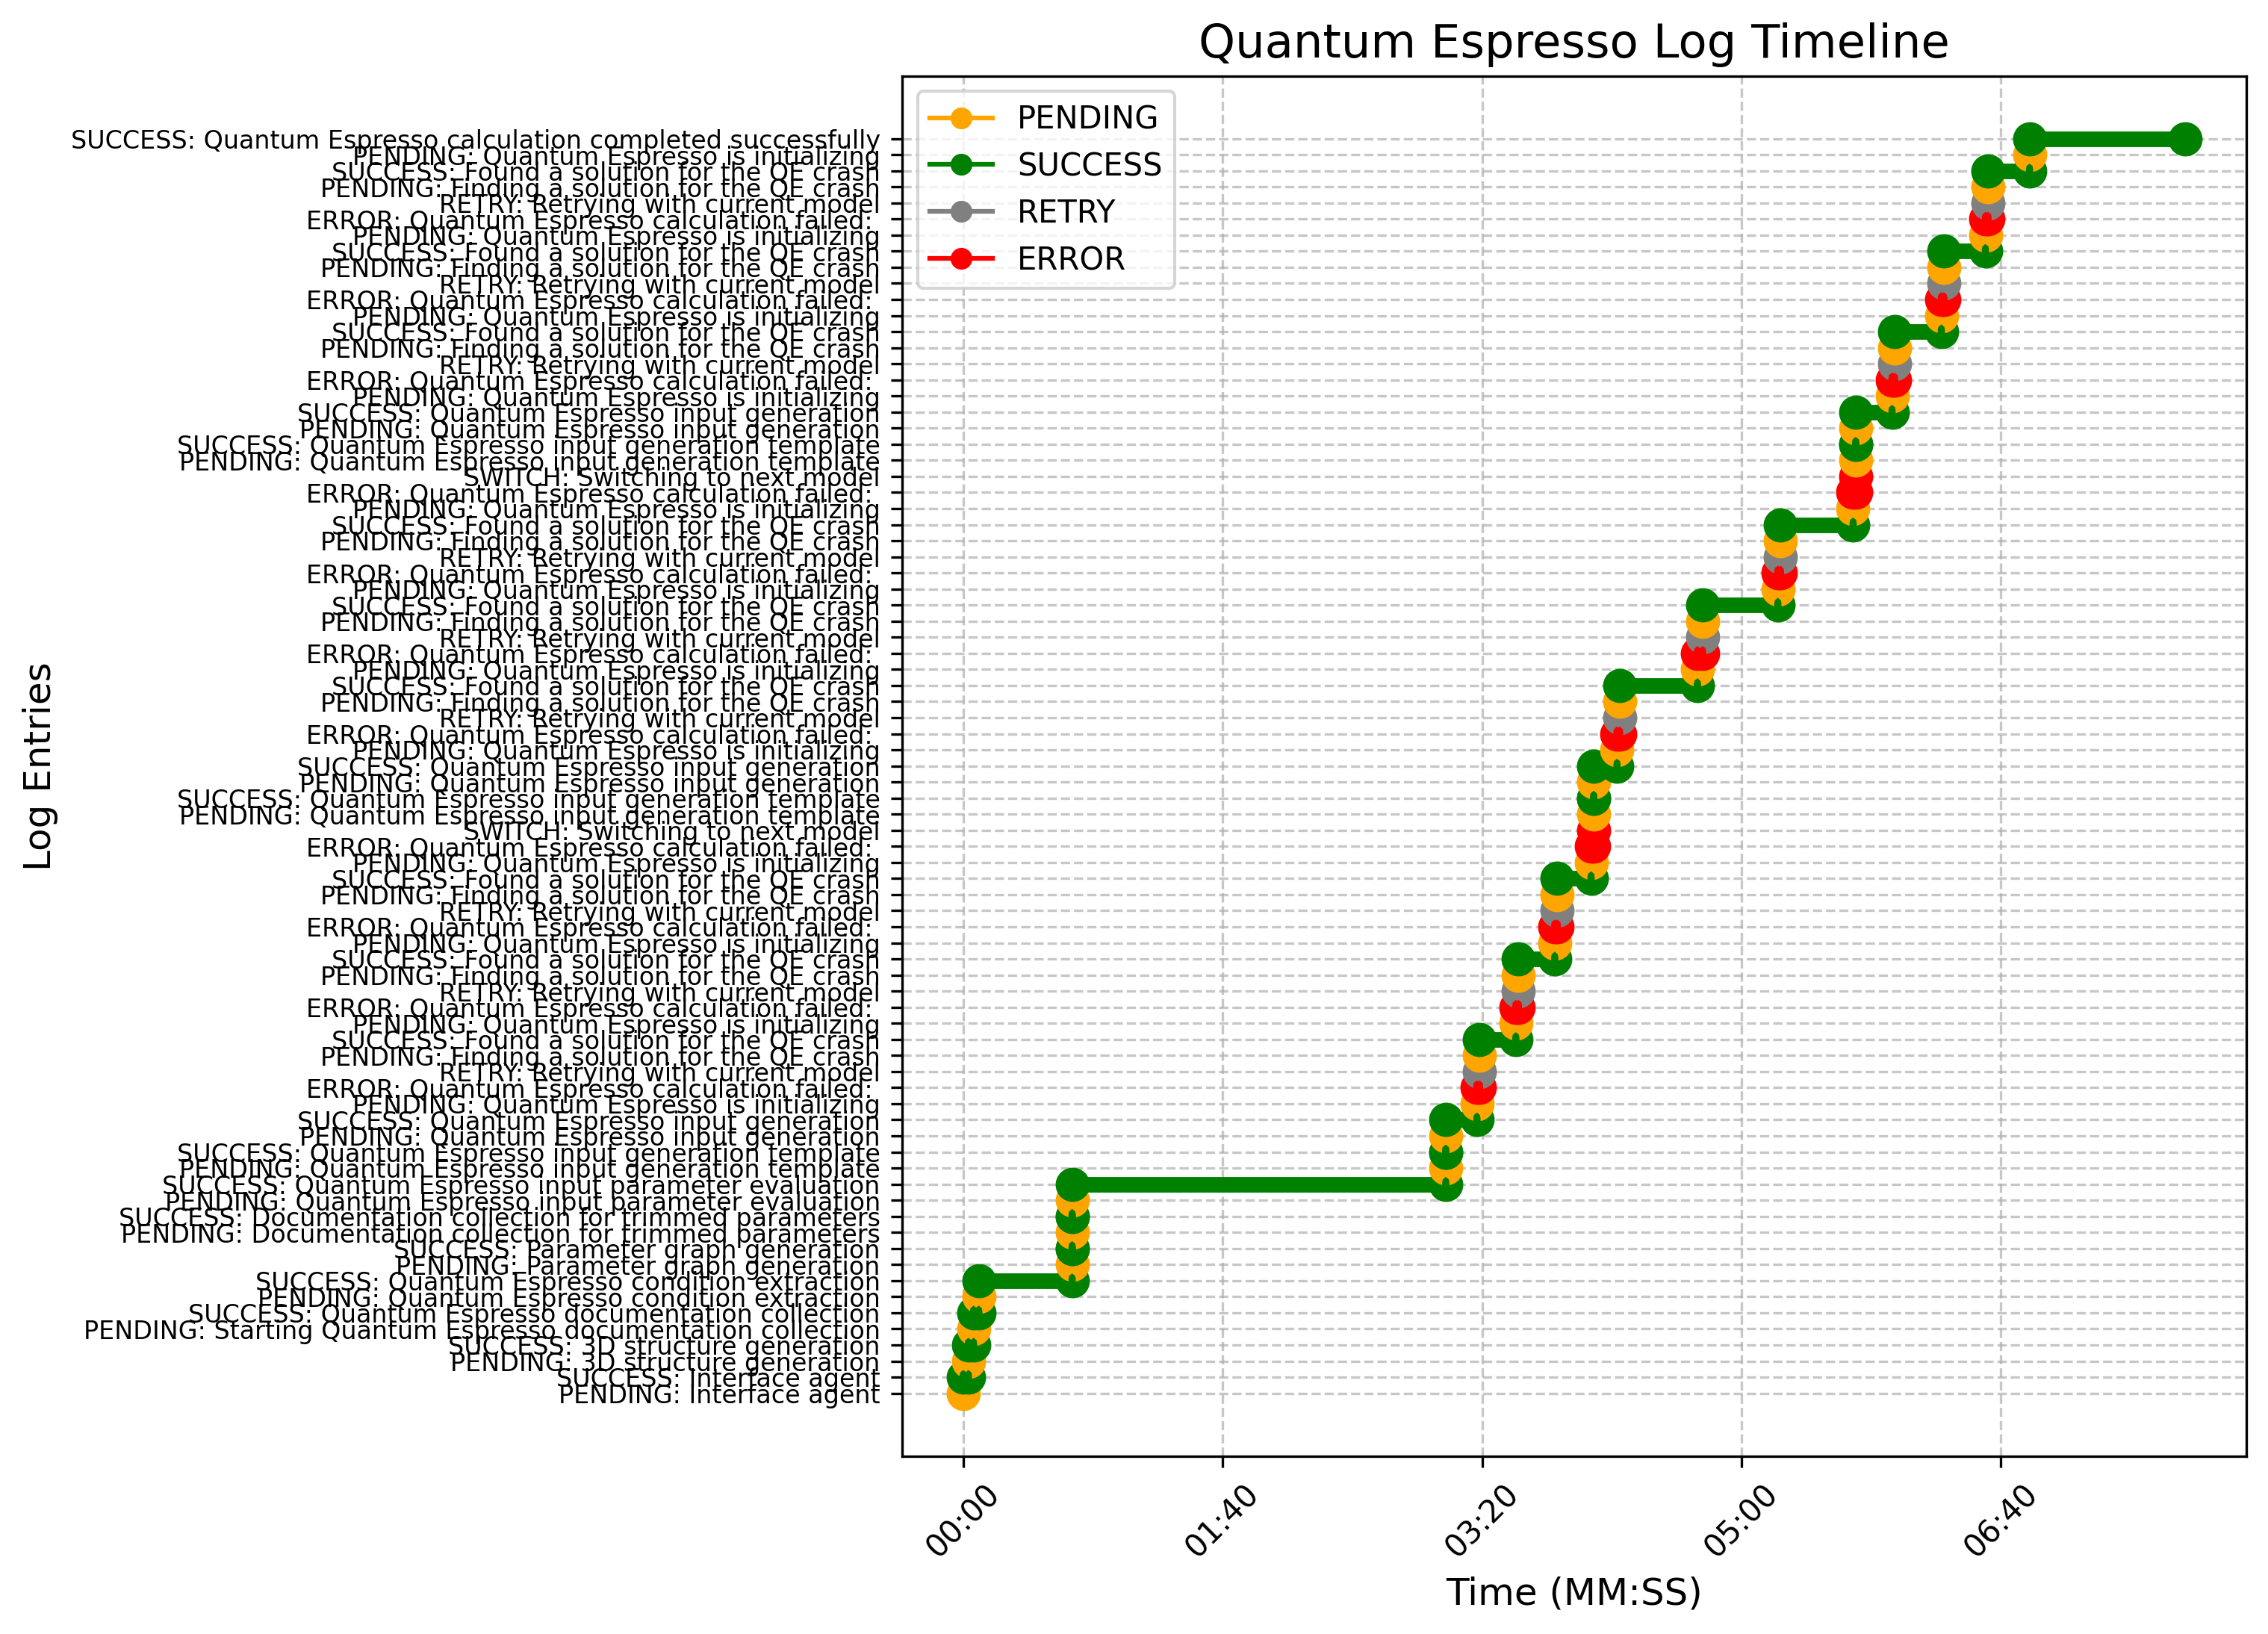 Quantum Espresso Log Timeline
PENDING
SUCCESS
RETRY
ERROR
Log Entries
SUCCESS: Quantum Espresso calculation completed successfully
PENDING: Quantum Espresso is initializing
SUCCESS: Found a solution for the QE crash
PENDING: Finding a solution for the QE crash
RETRY: Retrying with current model
ERROR: Quantum Espresso calculation failed:
PENDING: Quantum Espresso is initializing
SUCCESS: Found a solution for the QE crash
PENDING: Finding a solution for the QE crash
RETRY: Retrying with current model
ERROR: Quantum Espresso calculation failed:
PENDING: Quantum Espresso is initializing
SUCCESS: Found a solution for the QE crash
PENDING: Finding a solution for the QE crash
RETRY: Retrying with current model
ERROR: Quantum Espresso calculation failed:
PENDING: Quantum Espresso is initializing
SUCCESS: Quantum Espresso input generation
PENDING: Quantum Espresso input generation
SUCCESS: Quantum Espresso input generation template
PENDING: Quantum Espresso input generation template
SWITCH: Switching to next model
ERROR: Quantum Espresso calculation failed:
PENDING: Quantum Espresso is initializing
SUCCESS: Found a solution for the QE crash
PENDING: Finding a solution for the QE crash
RETRY: Retrying with current model
ERROR: Quantum Espresso calculation failed:
PENDING: Quantum Espresso is initializing
SUCCESS: Found a solution for the QE crash
PENDING: Finding a solution for the QE crash
RETRY: Retrying with current model
ERROR: Quantum Espresso calculation failed:
PENDING: Quantum Espresso is initializing
SUCCESS: Found a solution for the QE crash
PENDING: Finding a solution for the QE crash
RETRY: Retrying with current model
ERROR: Quantum Espresso calculation failed:
PENDING: Quantum Espresso is initializing
SUCCESS: Quantum Espresso input generation
PENDING: Quantum Espresso input generation
SUCCESS: Quantum Espresso input generation template
PENDING: Quantum Espresso input generation template
SWITCH: Switching to next model
ERROR: Quantum Espresso calculation failed:
PENDING: Quantum Espresso is initializing
SUCCESS: Found a solution for the QE crash
PENDING: Finding a solution for the QE crash
RETRY: Retrying with current model
ERROR: Quantum Espresso calculation failed:
PENDING: Quantum Espresso is initializing
SUCCESS: Found a solution for the QE crash
PENDING: Finding a solution for the QE crash
RETRY: Retrying with current model
ERROR: Quantum Espresso calculation failed:
PENDING: Quantum Espresso is initializing
SUCCESS: Found a solution for the QE crash
PENDING: Finding a solution for the QE crash
RETRY: Retrying with current model
ERROR: Quantum Espresso calculation failed:
PENDING: Quantum Espresso is initializing
SUCCESS: Quantum Espresso input generation
PENDING: Quantum Espresso input generation
SUCCESS: Quantum Espresso input generation template
PENDING: Quantum Espresso input generation template
SUCCESS: Quantum Espresso input parameter evaluation
PENDING: Quantum Espresso input parameter evaluation
SUCCESS: Documentation collection for trimmed parameters
PENDING: Documentation collection for trimmed parameters
SUCCESS: Parameter graph generation
PENDING: Parameter graph generation
SUCCESS: Quantum Espresso condition extraction
PENDING: Quantum Espresso condition extraction
SUCCESS: Quantum Espresso documentation collection
PENDING: Starting Quantum Espresso documentation collection
SUCCESS: 3D structure generation
PENDING: 3D structure generation
SUCCESS: Interface agent
PENDING: Interface agent
00:00
01:40
03:20
05:00
06:40
Time (MM:SS)